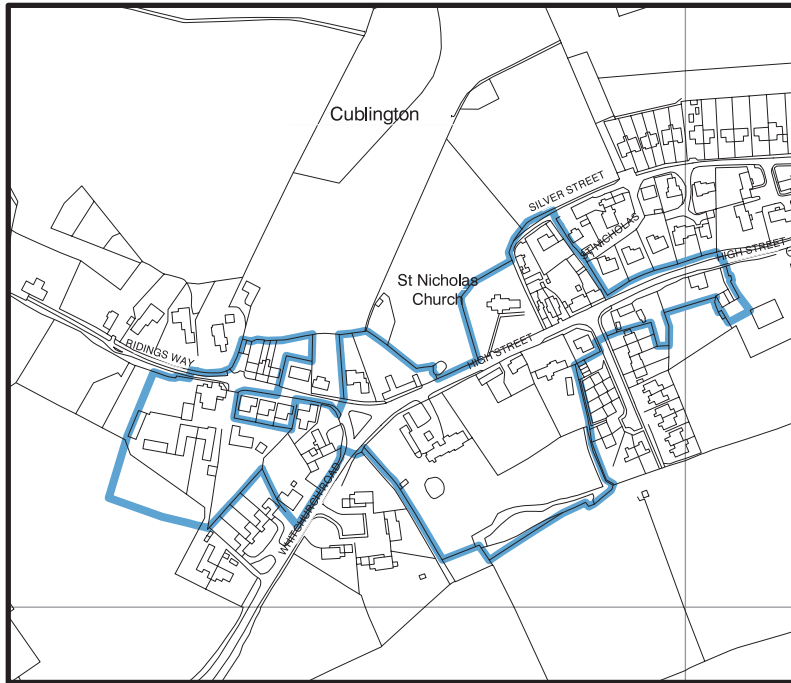 Cublington
SILVER STREET
ST NICHOLAS
HIGH STREET
St Nicholas
Church
HIGH STREET
RIDINGS WAY
WHITCHURCH ROAD